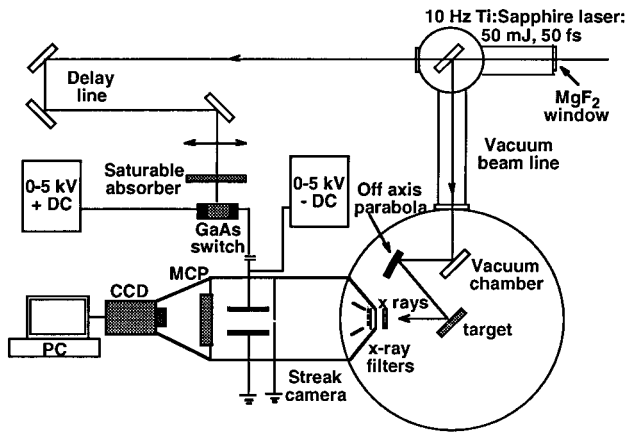 10 Hz Ti:Sapphire laser:
50 mJ, 50 fs
Delay
line
MgF2
window
Vacuum
beam line
Saturable
absorber
0-5 kV
+ DC
0-5 kV
- DC
Off axis
parabola
GaAs
switch
MCP
CCD
Vacuum
chamber
x rays
target
PC
x-ray
filters
Streak
camera